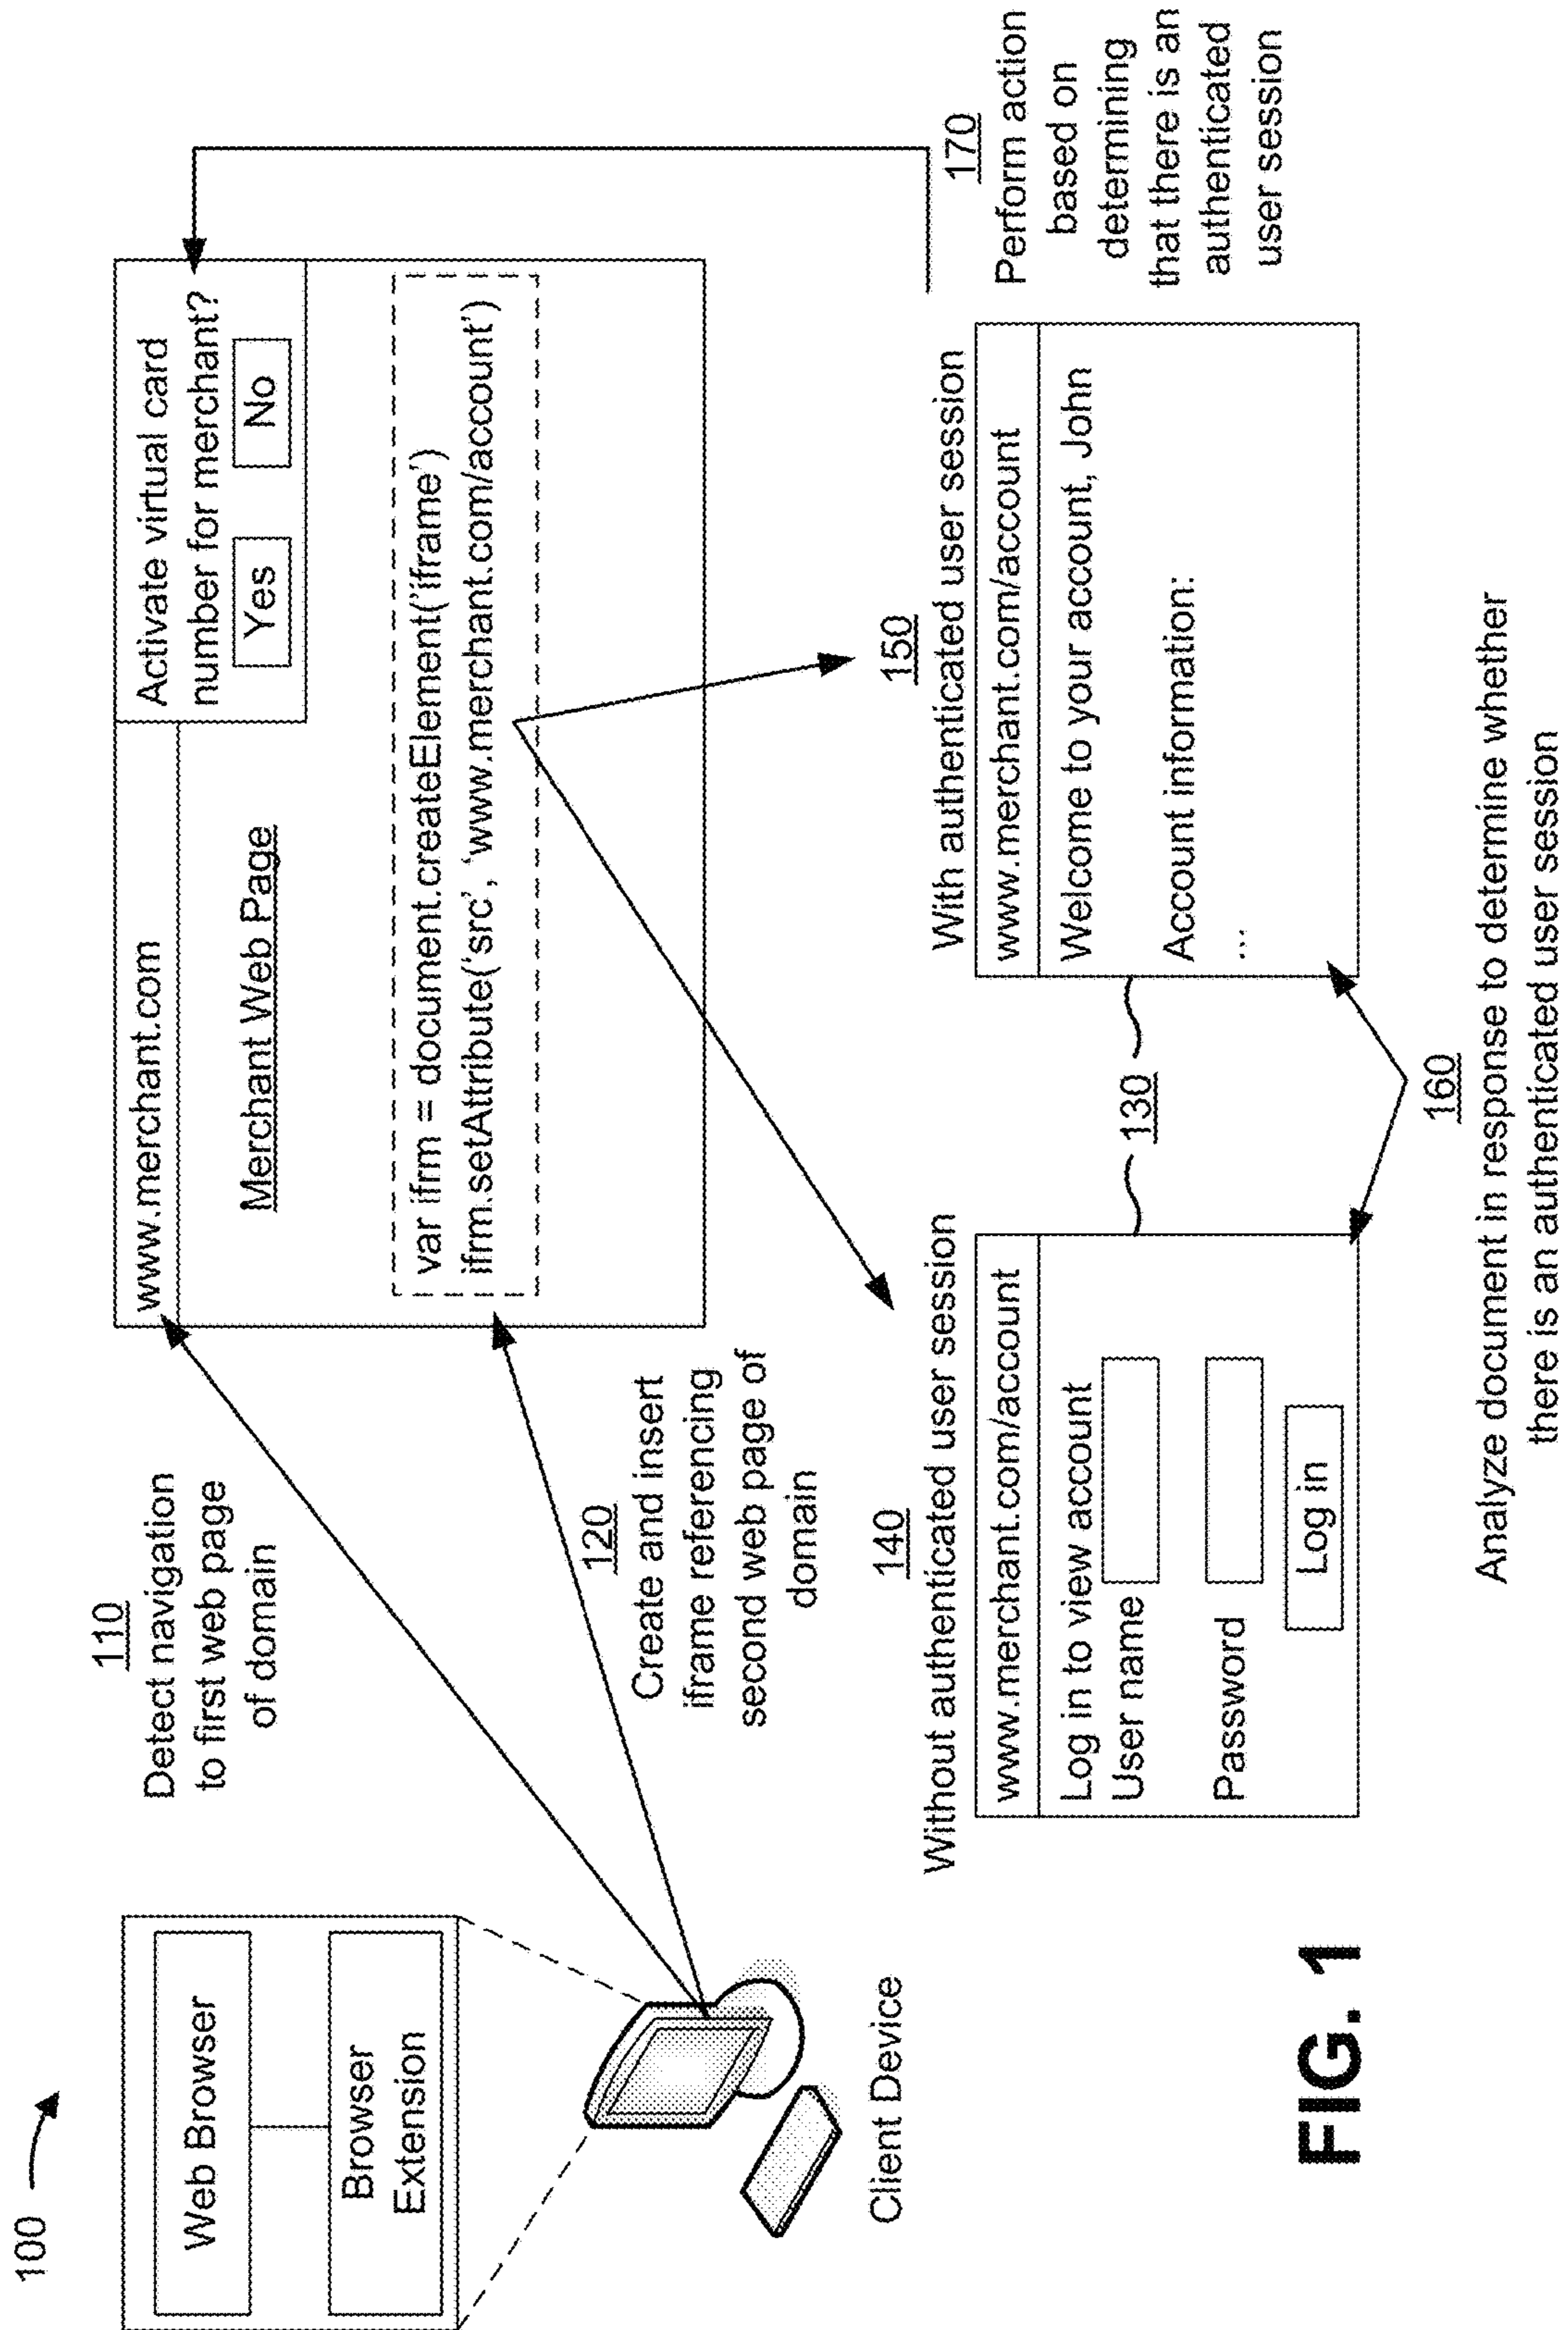 100
Web Browser
Browser
Extension
Client Device
110
Detect navigation
to first web page
of domain
120
Create and insert
iframe referencing
second web page of
domain
www.merchant.com
Merchant Web Page
Activate virtual card
number for merchant?
Yes
No
var ifrm = document.createElement('iframe')
ifrm.setAttribute('src', 'www.merchant.com/account')
140
Without authenticated user session
www.merchant.com/account
Log in to view account
User name
Password
Log in
130
150
With authenticated user session
www.merchant.com/account
Welcome to your account, John
Account information:
...
160
Analyze document in response to determine whether
there is an authenticated user session
170
Perform action
based on
determining
that there is an
authenticated
user session
FIG. 1